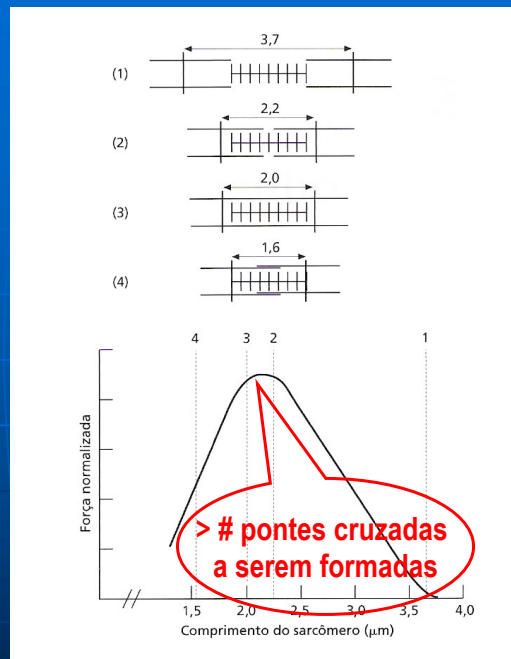 3,7
(1)
2,2
(2)
2,0
(3)
1,6
(4)
4 3 2 1
Força normalizada
> # pontes cruzadas
a serem formadas
1,5 2,0 2,5 3,0 3,5 4,0
Comprimento do sarcômero (μm)